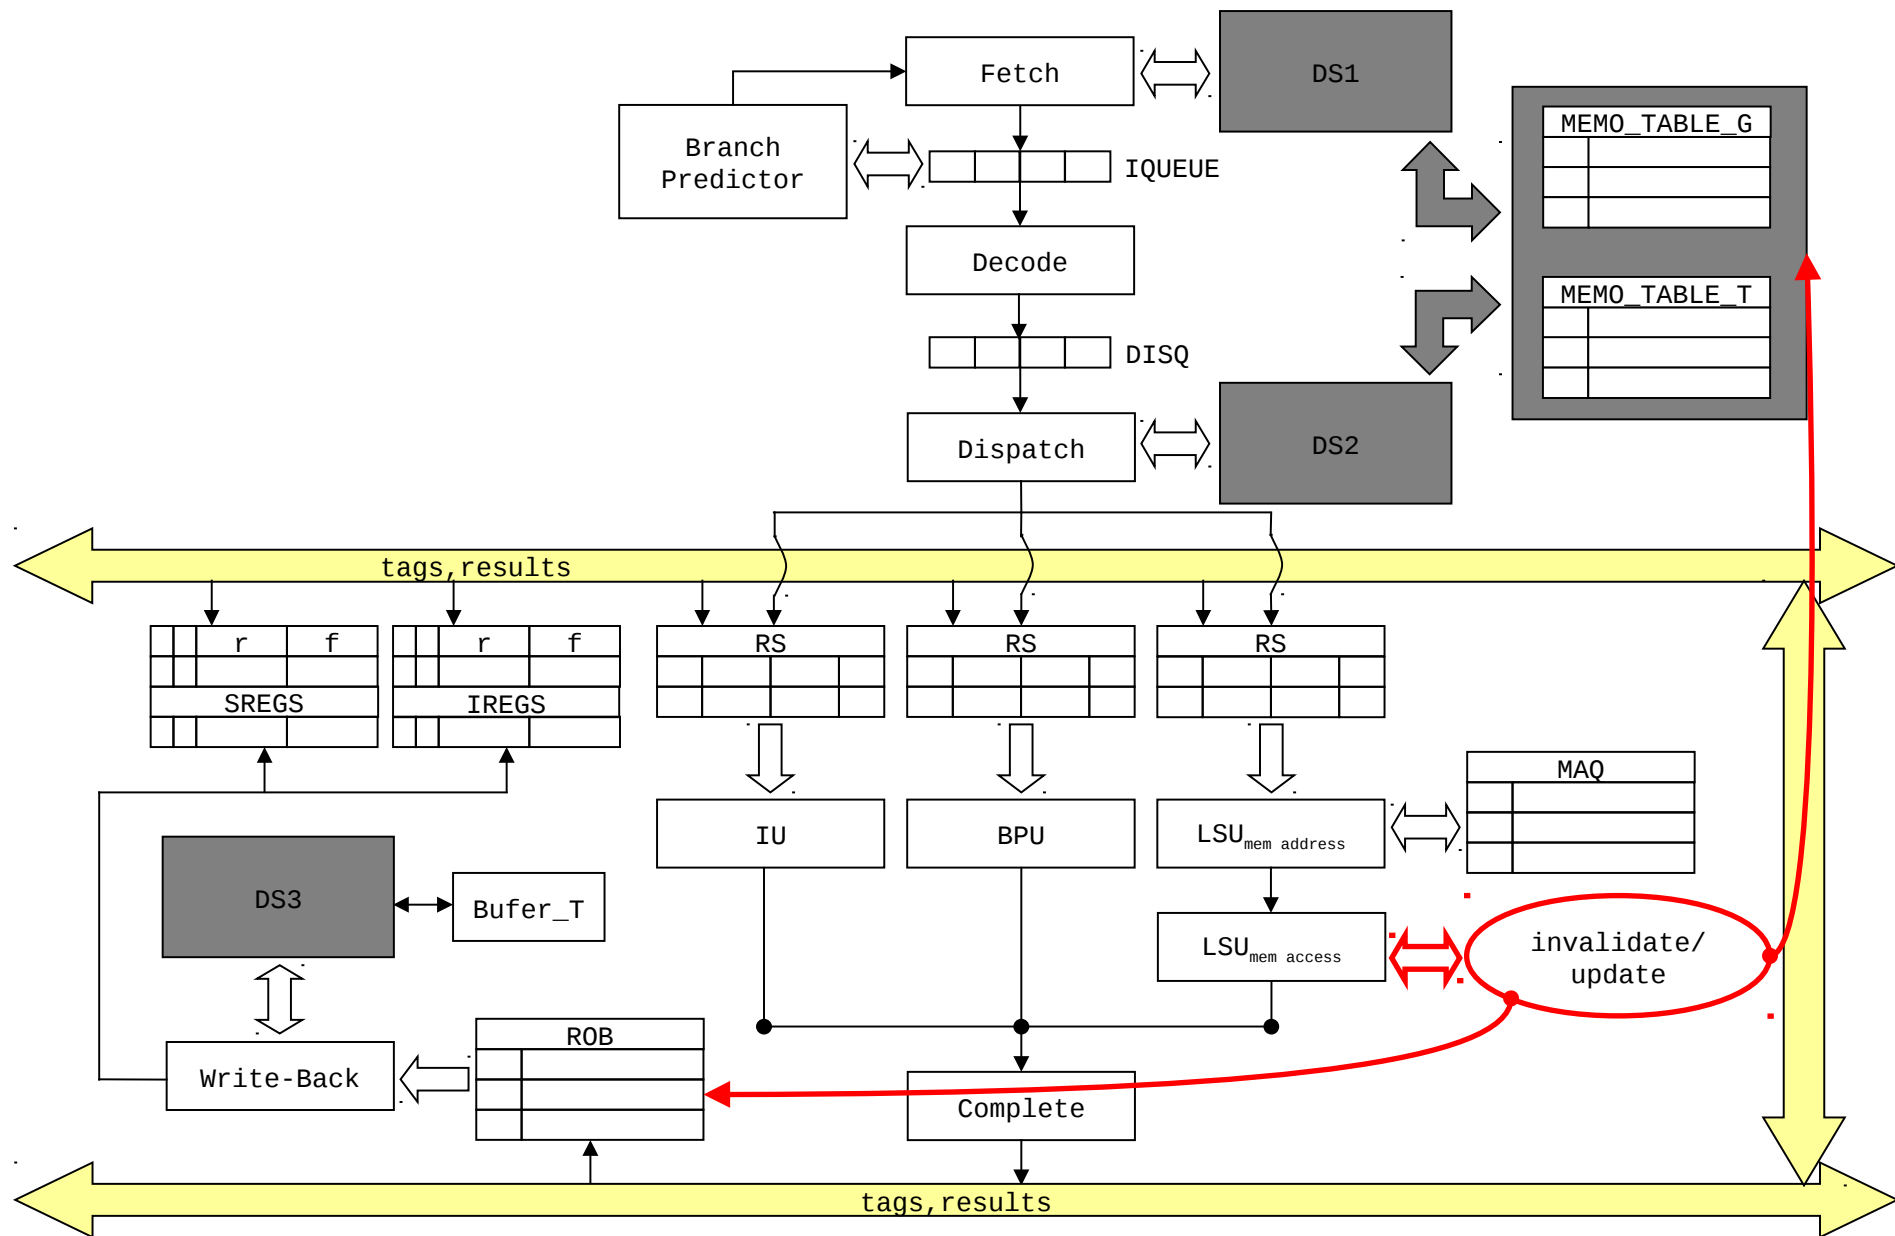 Fetch
DS1
MEMO_TABLE_G
Branch
Predictor
IQUEUE
Decode
MEMO_TABLE_T
DISQ
Dispatch
DS2
tags,results
r f
r f
RS
RS
RS
SREGS
IREGS
MAQ
IU
BPU
LSUmem address
DS3
Bufer_T
LSUmem access
invalidate/
update
ROB
Write-Back
Complete
tags,results